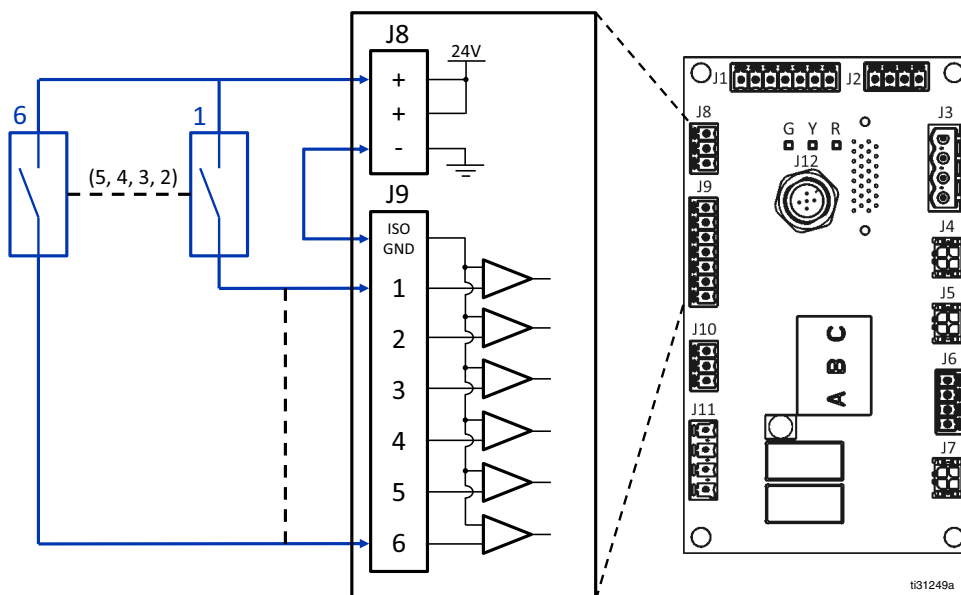 J8
24V
+
+
-
6
1
(5, 4, 3, 2)
J9
ISO
GND
1
2
3
4
5
6
J1
J2
J8
J3
G Y R
J12
J9
J4
J5
J10
A B C
J6
J11
J7
ti31249a